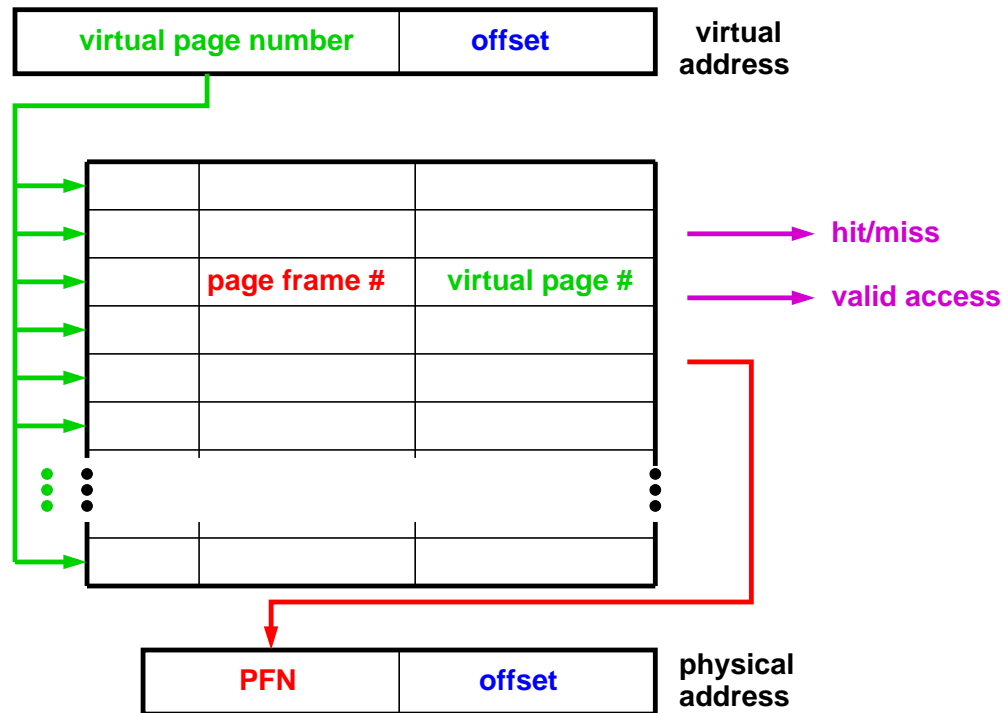 virtual page number offset virtual
address
hit/miss
page frame # virtual page #
valid access
PFN offset physical
address